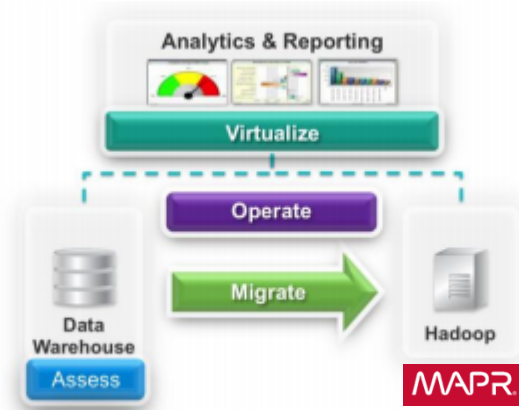 Analytics & Reporting
Virtualize
Operate
Migrate
Data
Warehouse
Assess
Hadoop
MAPR.